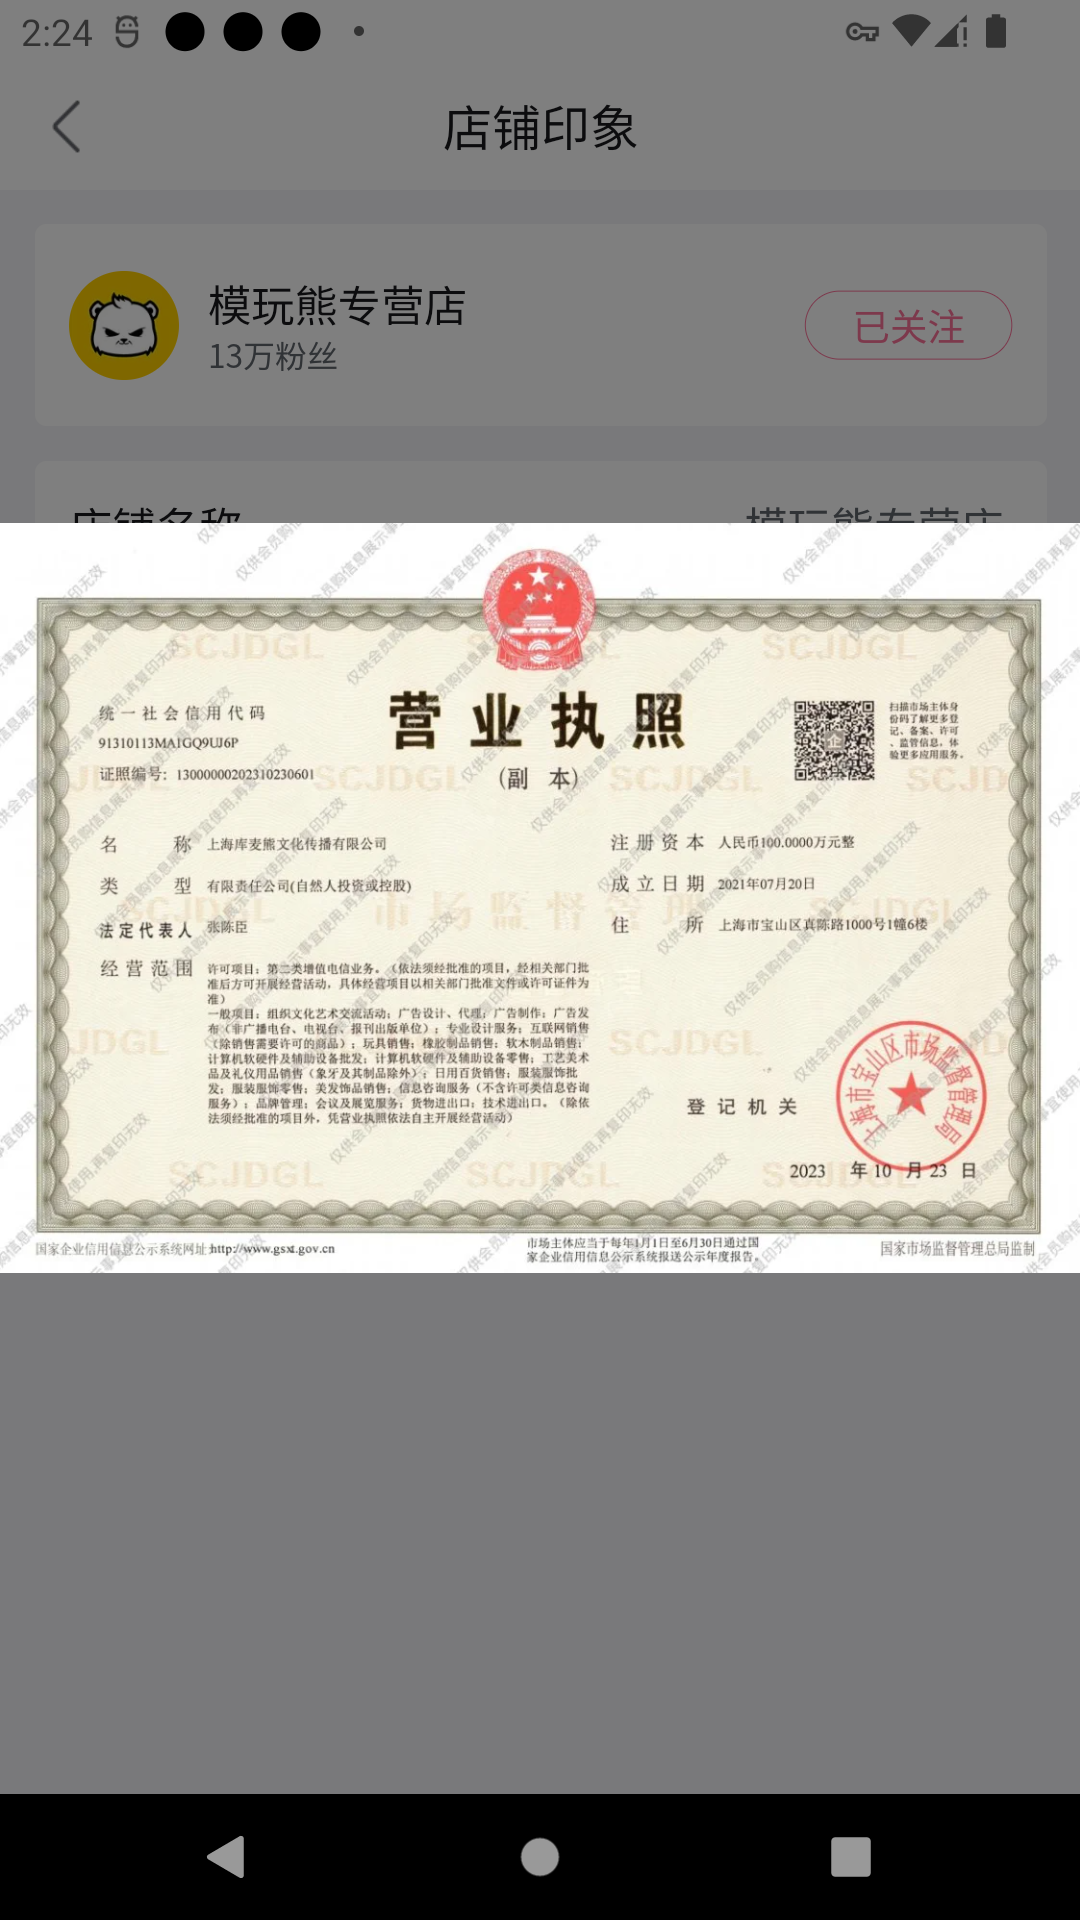 2:24
店铺印象
模玩熊专营店
13万粉丝
已关注
店铺名称
模玩熊专营店
统一社会信用代码
91310113MA1GQ9UJ6P
证照编号：13000000202310230601
营业执照
（副 本）
扫描市场主体身
份码了解更多登
记、备案、许可
、监管信息，体
验更多应用服务。
名 称 上海库麦熊文化传播有限公司
类 型 有限责任公司(自然人投资或控股)
法定代表人 张陈臣
经营范围 许可项目：第二类增值电信业务。（依法须经批准的项目，经相关部门批
准后方可开展经营活动，具体经营项目以相关部门批准文件或许可证件为
准）
一般项目：组织文化艺术交流活动；广告设计、代理；广告制作；广告发
布（非广播电台、电视台、报刊出版单位）；专业设计服务；互联网销售
（除销售需要许可的商品）；玩具销售；橡胶制品销售；软木制品销售；
计算机软硬件及辅助设备批发；计算机软硬件及辅助设备零售；工艺美术
品及礼仪用品销售（象牙及其制品除外）；日用百货销售；服装服饰批
发；服装服饰零售；美发饰品销售；信息咨询服务（不含许可类信息咨询
服务）；品牌管理；会议及展览服务；货物进出口；技术进出口。（除依
法须经批准的项目外，凭营业执照依法自主开展经营活动）
注册资本 人民币100.0000万元整
成立日期 2021年07月20日
住 所 上海市宝山区真陈路1000号1幢6楼
登记机关
上海市宝山区市场监督管理局
2023 年 10 月 23 日
国家企业信用信息公示系统网址:http://www.gsxt.gov.cn
市场主体应当于每年1月1日至6月30日通过国
家企业信用信息公示系统报送公示年度报告。
国家市场监督管理总局监制
SCJDGL
市场监督管理
仅供会员购信息展示事宜使用,再复印无效